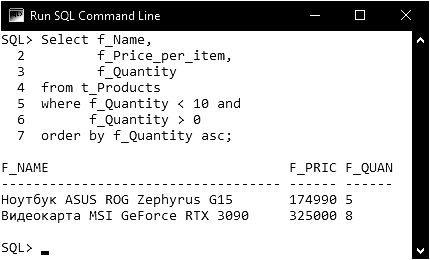 Run SQL Command Line
SQL> Select f_Name,
  2         f_Price_per_item,
  3         f_Quantity
  4  from t_Products
  5  where f_Quantity < 10 and
  6        f_Quantity > 0
  7  order by f_Quantity asc;
F_NAME                               F_PRIC F_QUAN
------------------------------------ ------ ------
Ноутбук ASUS ROG Zephyrus G15        174990 5
Видеокарта MSI GeForce RTX 3090      325000 8
SQL>